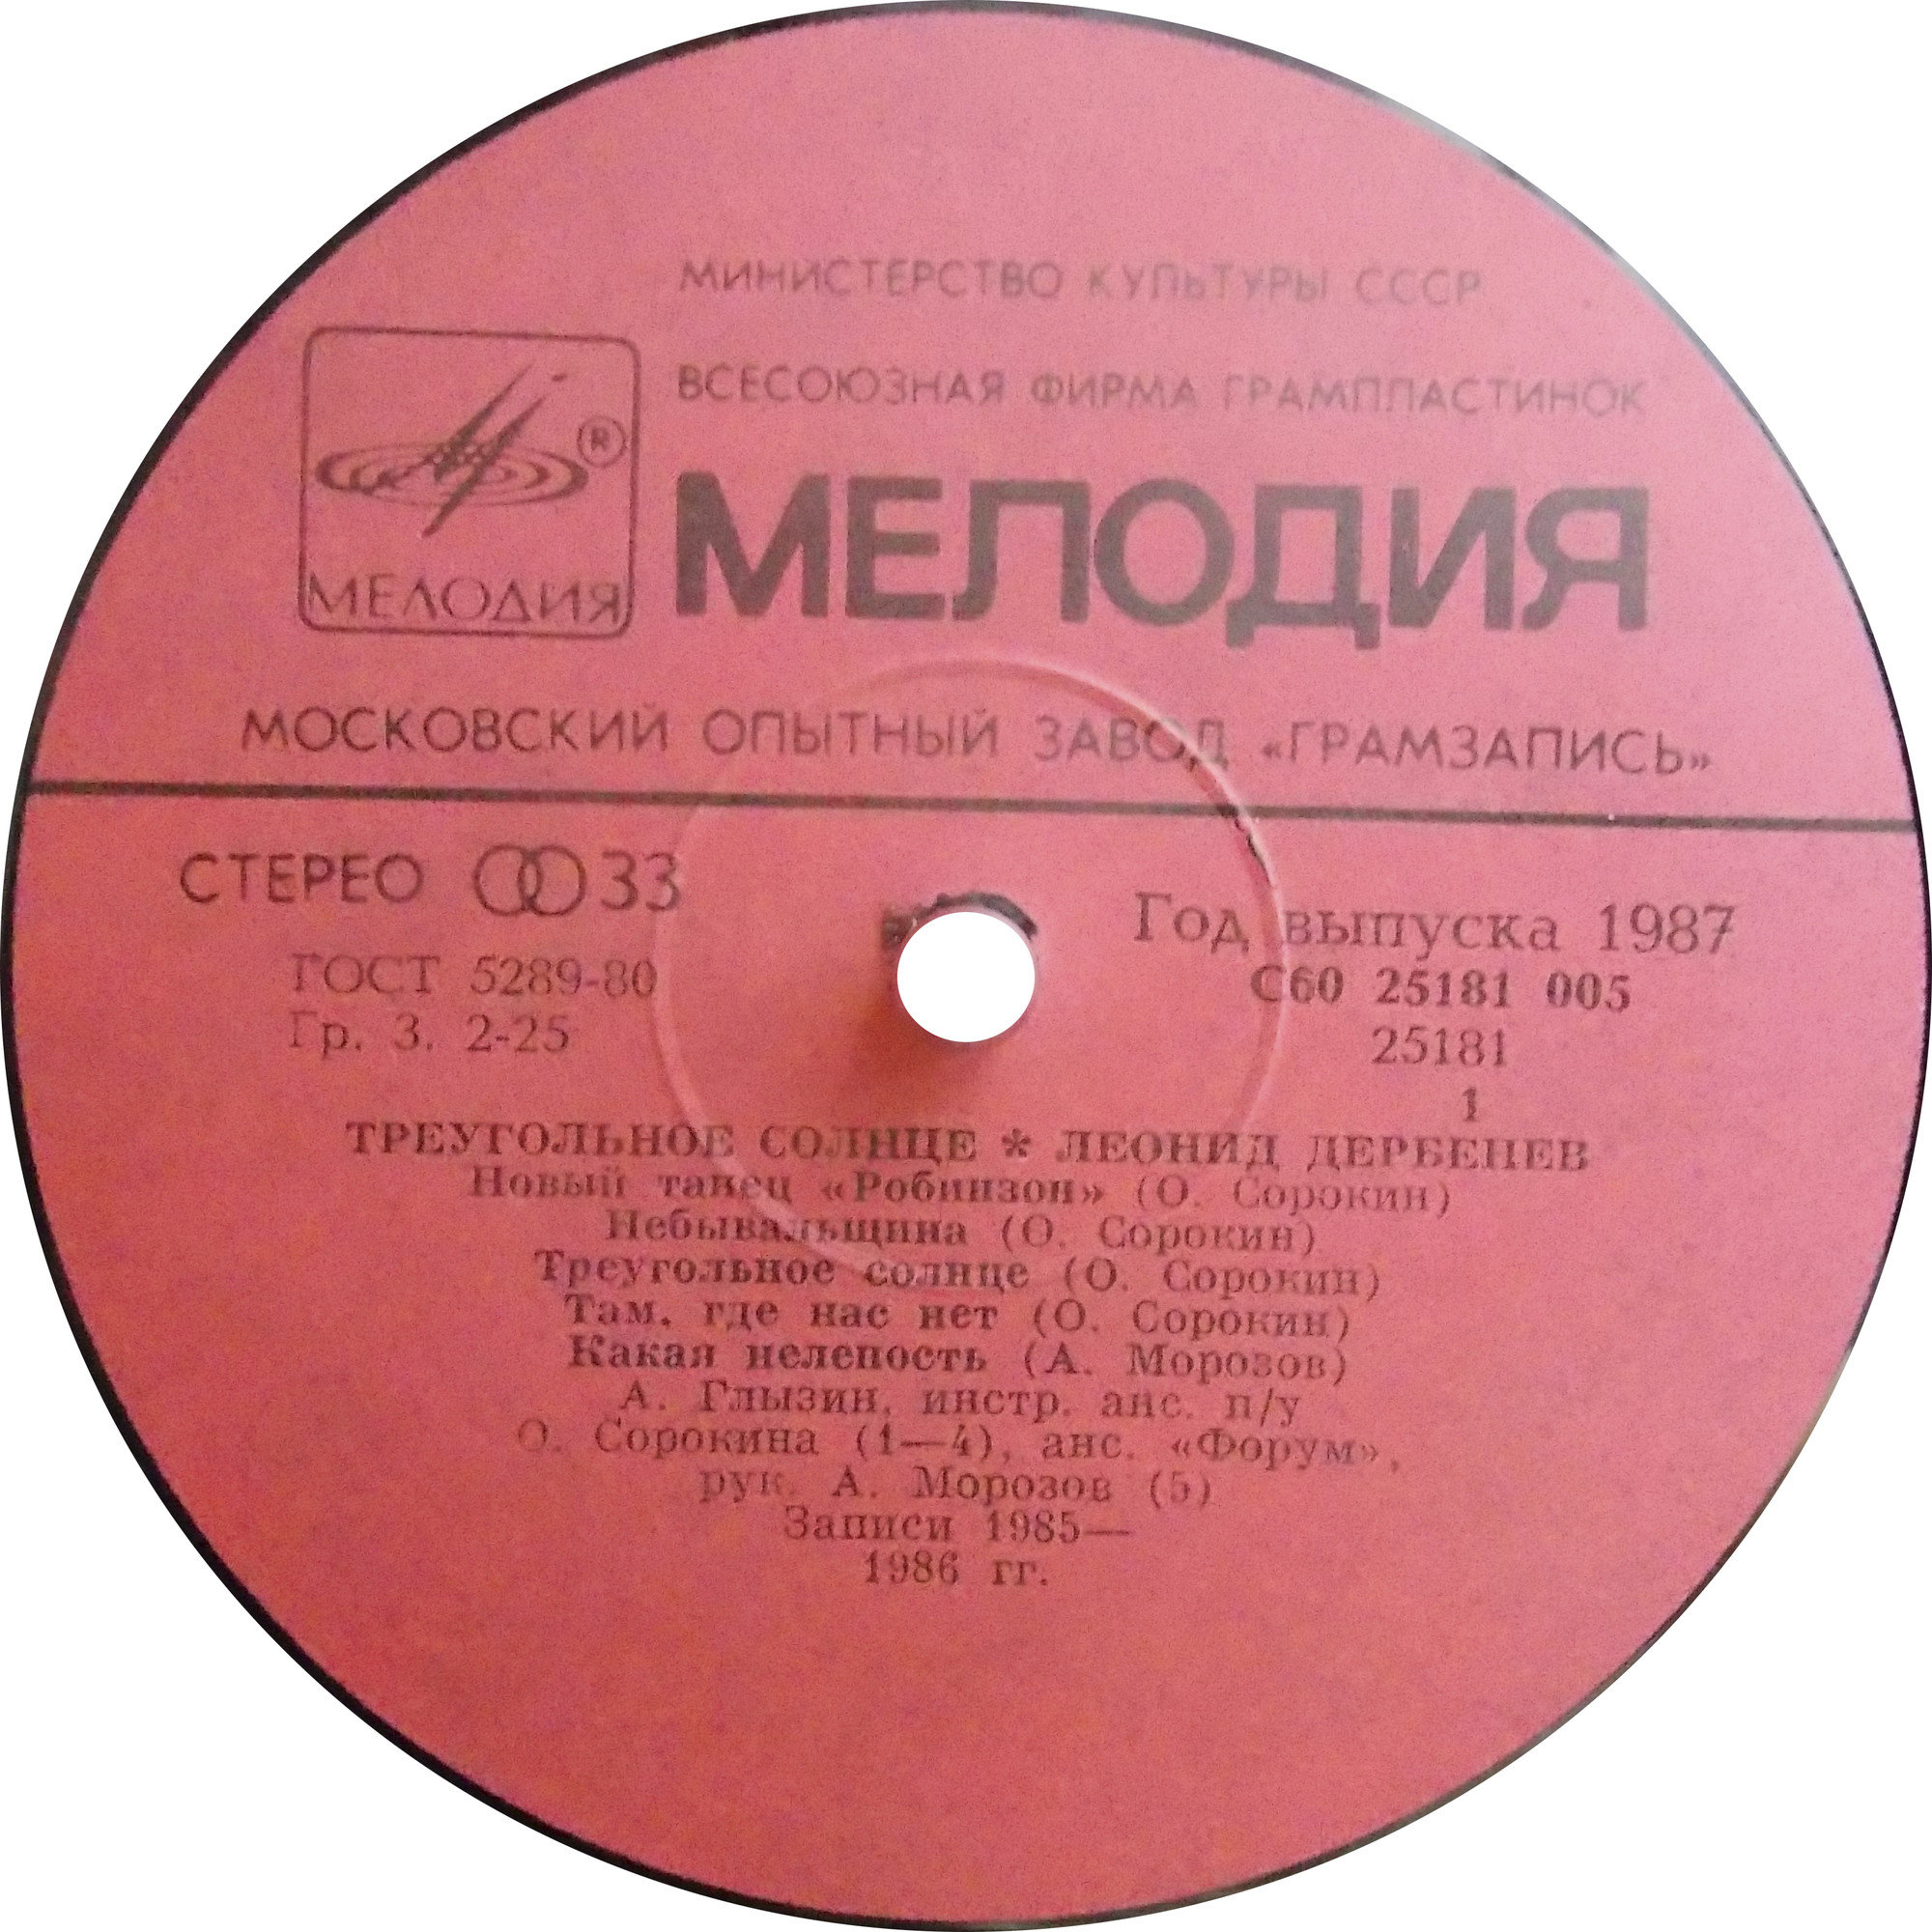 МИНИСТЕРСТВО КУЛЬТУРЫ СССР
ВСЕСОЮЗНАЯ ФИРМА ГРАМПЛАСТИНОК
®
МЕЛОДИЯ
МЕЛОДИЯ
МОСКОВСКИЙ ОПЫТНЫЙ ЗАВОД «ГРАМЗАПИСЬ»
СТЕРЕО 33
ГОСТ 5289-80
Гр. 3. 2-25
Год выпуска 1987
С60 25181 005
25181
1
ТРЕУГОЛЬНОЕ СОЛНЦЕ * ЛЕОНИД ДЕРБЕНЕВ
Новый танец «Робинзон» (О. Сорокин)
Небывальщина (О. Сорокин)
Треугольное солнце (О. Сорокин)
Там, где нас нет (О. Сорокин)
Какая нелепость (А. Морозов)
А. Глызин, инстр. анс. п/у
О. Сорокина (1—4), анс. «Форум»,
рук. А. Морозов (5)
Записи 1985—
1986 гг.